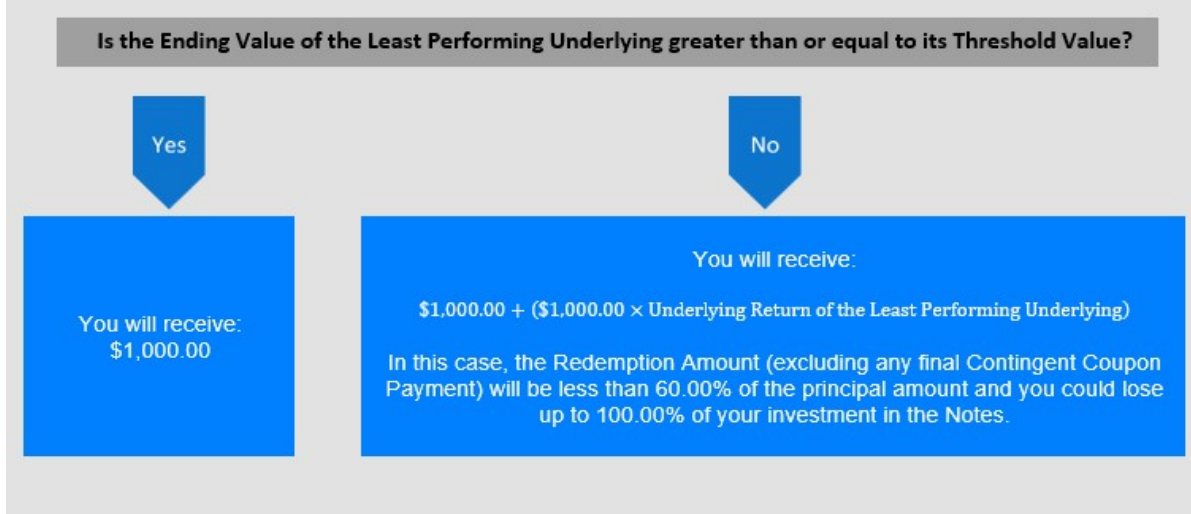 Is the Ending Value of the Least Performing Underlying greater than or equal to its Threshold Value?
Yes
No
You will receive:
$1,000.00
You will receive:
$1,000.00 + ($1,000.00 × Underlying Return of the Least Performing Underlying)
In this case, the Redemption Amount (excluding any final Contingent Coupon
Payment) will be less than 60.00% of the principal amount and you could lose
up to 100.00% of your investment in the Notes.